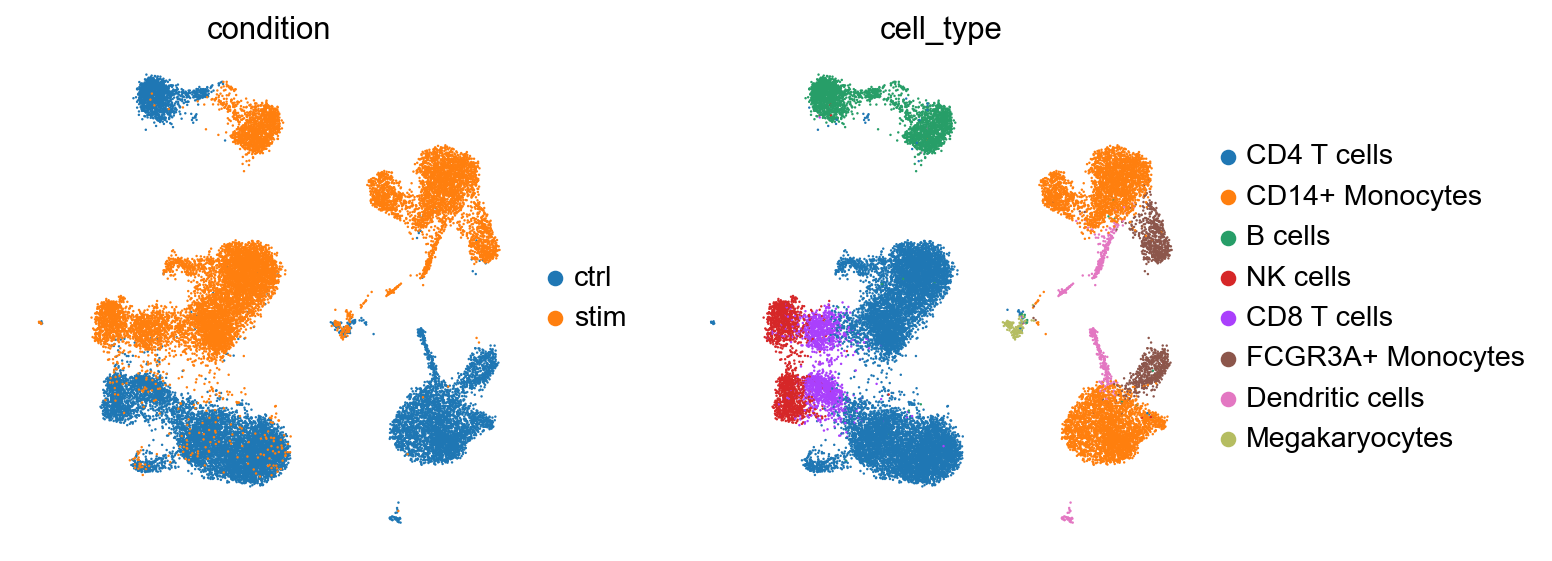 condition
ctrl
stim
cell_type
CD4 T cells
CD14+ Monocytes
B cells
NK cells
CD8 T cells
FCGR3A+ Monocytes
Dendritic cells
Megakaryocytes